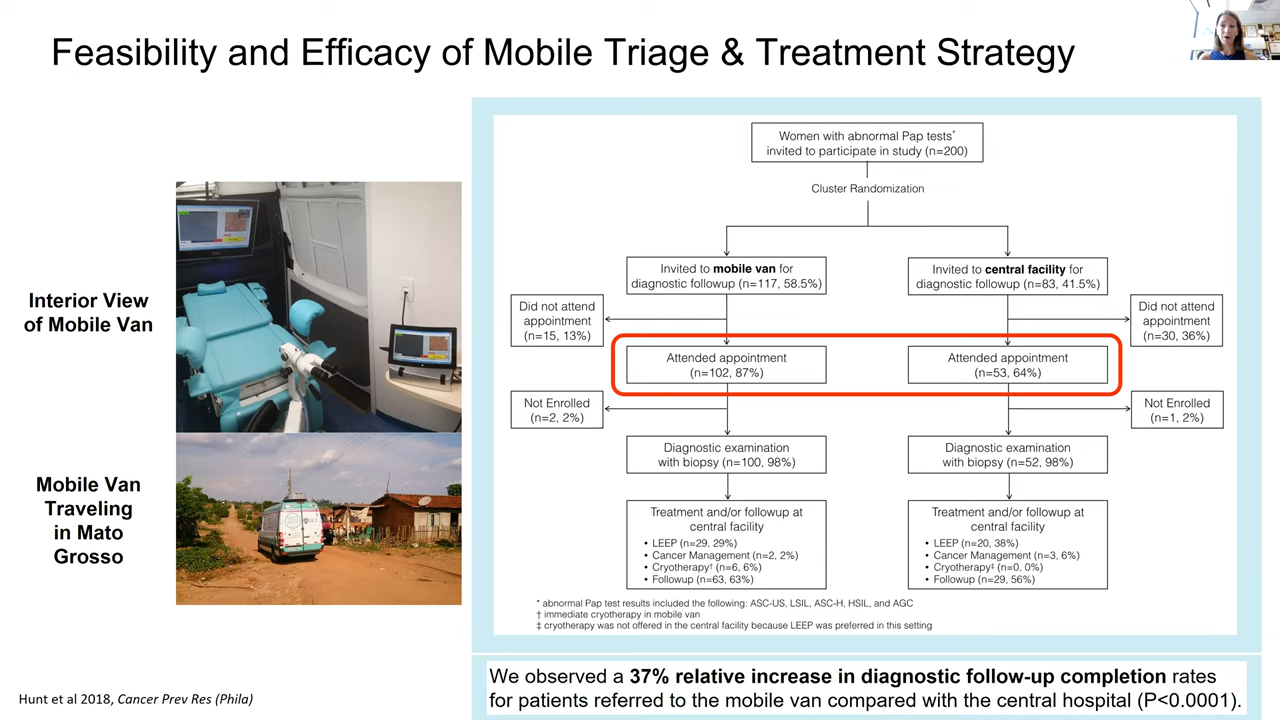 Feasibility and Efficacy of Mobile Triage & Treatment Strategy
Interior View
of Mobile Van
Mobile Van
Traveling
in Mato
Grosso
Women with abnormal Pap tests*
invited to participate in study (n=200)
Cluster Randomization
Invited to mobile van for
diagnostic followup (n=117, 58.5%)
Invited to central facility for
diagnostic followup (n=83, 41.5%)
Did not attend
appointment
(n=15, 13%)
Did not attend
appointment
(n=30, 36%)
Attended appointment
(n=102, 87%)
Attended appointment
(n=53, 64%)
Not Enrolled
(n=2, 2%)
Not Enrolled
(n=1, 2%)
Diagnostic examination
with biopsy (n=100, 98%)
Diagnostic examination
with biopsy (n=52, 98%)
Treatment and/or followup at
central facility
• LEEP (n=29, 29%)
• Cancer Management (n=2, 2%)
• Cryotherapy† (n=6, 6%)
• Followup (n=63, 63%)
Treatment and/or followup at
central facility
• LEEP (n=20, 38%)
• Cancer Management (n=3, 6%)
• Cryotherapy‡ (n=0, 0%)
• Followup (n=29, 56%)
* abnormal Pap test results included the following: ASC-US, LSIL, ASC-H, HSIL, and AGC
† immediate cryotherapy in mobile van
‡ cryotherapy was not offered in the central facility because LEEP was preferred in this setting
We observed a 37% relative increase in diagnostic follow-up completion rates
for patients referred to the mobile van compared with the central hospital (P<0.0001).
Hunt et al 2018, Cancer Prev Res (Phila)